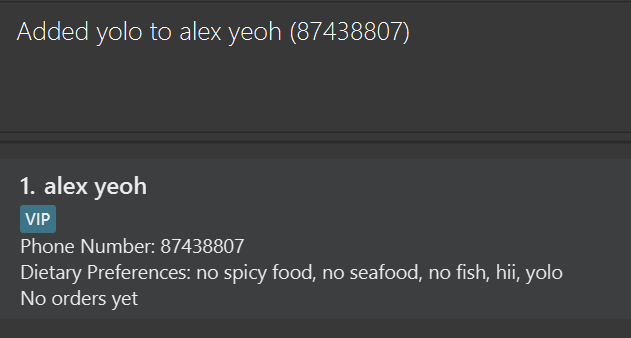 Added yolo to alex yeoh (87438807)
1. alex yeoh
VIP
Phone Number: 87438807
Dietary Preferences: no spicy food, no seafood, no fish, hii, yolo
No orders yet